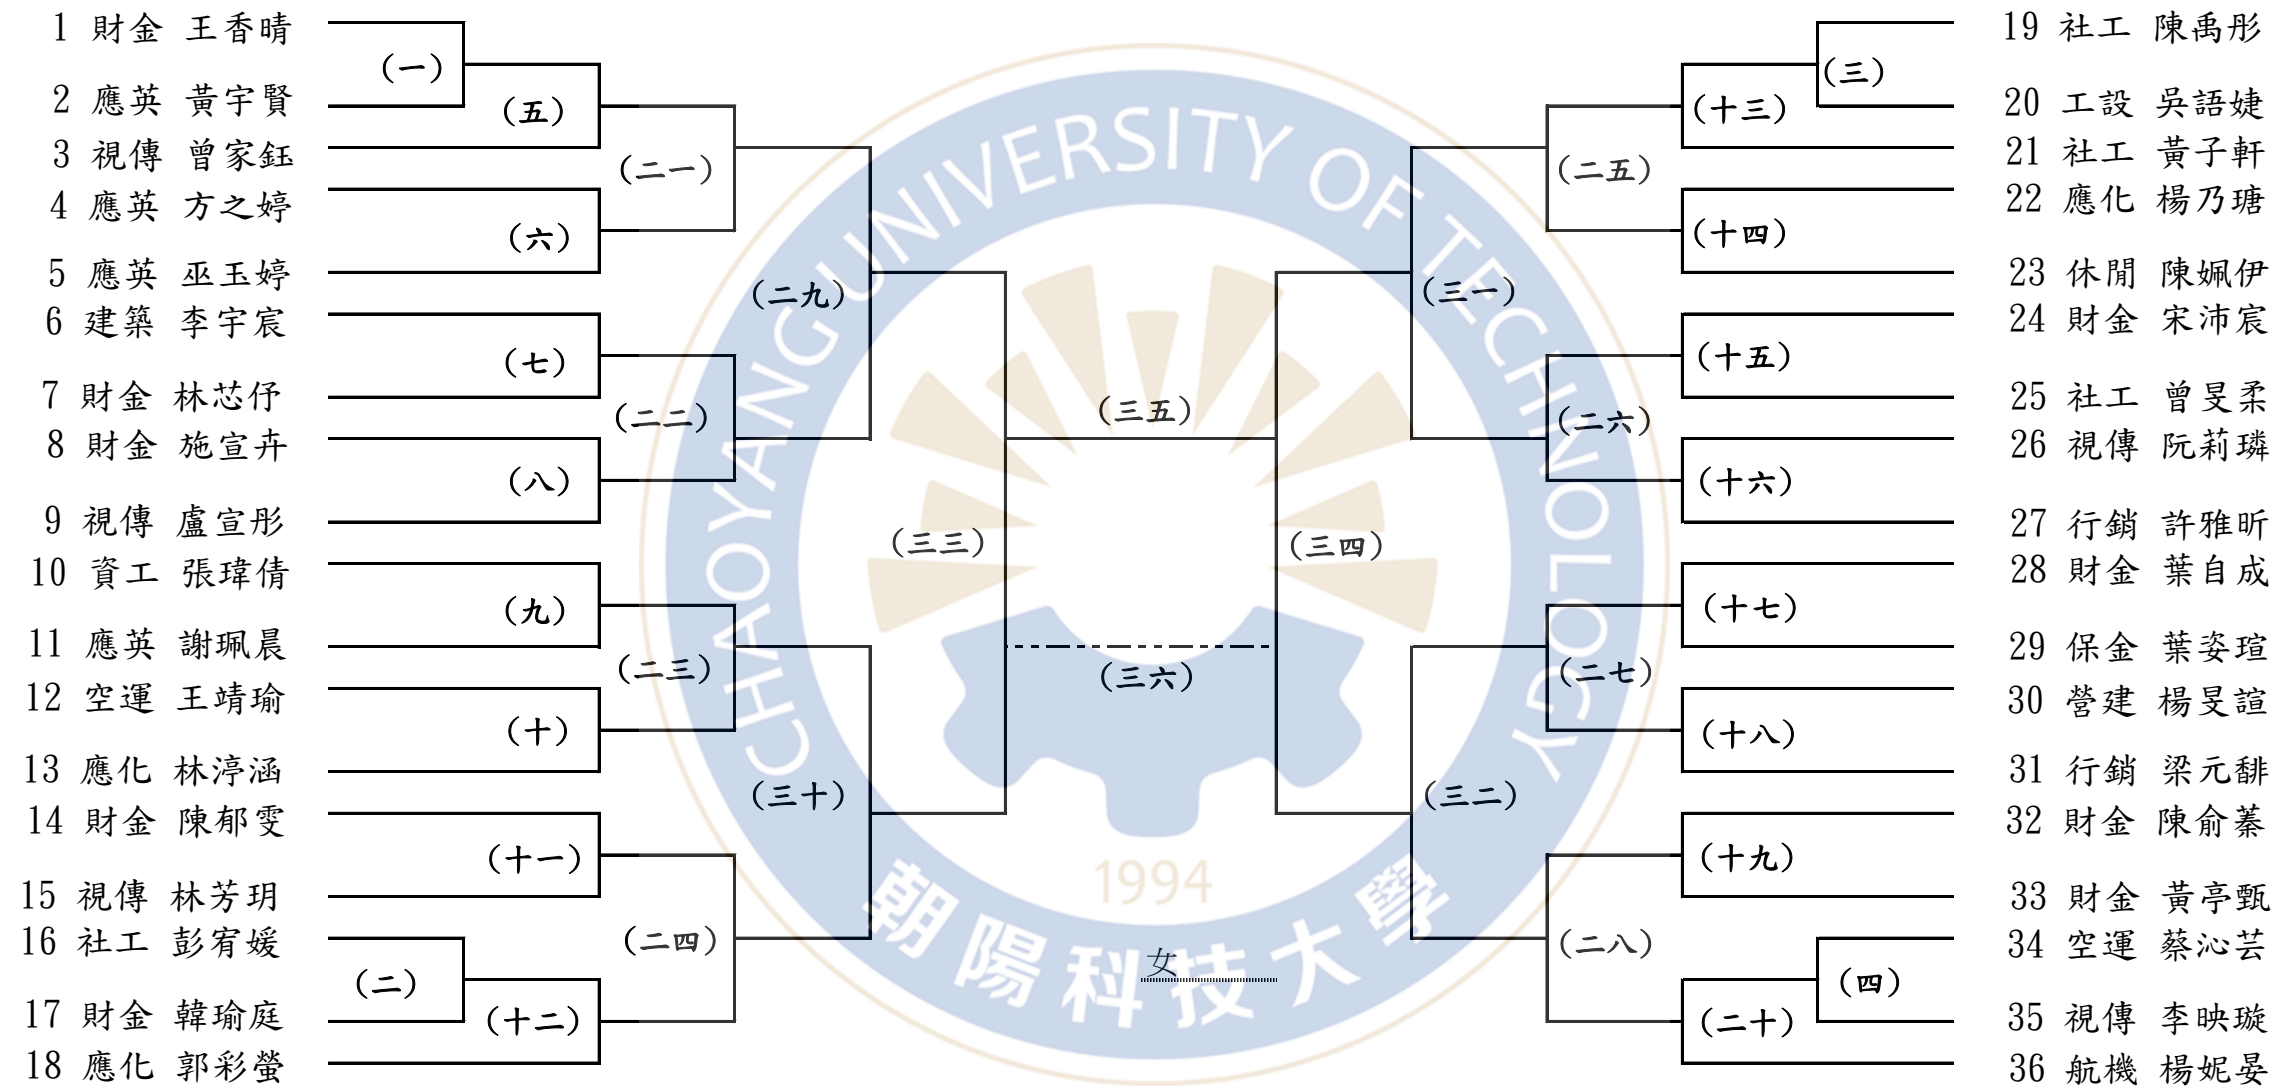 1 財金 王香晴
2 應英 黃宇賢
3 視傳 曾家鈺
4 應英 方之婷
5 應英 巫玉婷
6 建築 李宇宸
7 財金 林芯伃
8 財金 施宣卉
9 視傳 盧宣彤
10 資工 張瑋倩
11 應英 謝珮晨
12 空運 王靖瑜
13 應化 林渟涵
14 財金 陳郁雯
15 視傳 林芳玥
16 社工 彭宥媛
17 財金 韓瑜庭
18 應化 郭彩螢
(一)
(五)
(六)
(七)
(八)
(九)
(十)
(十一)
(二)
(十二)
(二一)
(二二)
(二三)
(二四)
(二九)
(三十)
(三三)
(三五)
(三六)
女
(三四)
(三一)
(三二)
(二五)
(二六)
(二七)
(二八)
(三)
(十三)
(十四)
(十五)
(十六)
(十七)
(十八)
(十九)
(四)
(二十)
19 社工 陳禹彤
20 工設 吳語婕
21 社工 黃子軒
22 應化 楊乃瑭
23 休閒 陳姵伊
24 財金 宋沛宸
25 社工 曾旻柔
26 視傳 阮莉璘
27 行銷 許雅昕
28 財金 葉自成
29 保金 葉姿瑄
30 營建 楊旻諠
31 行銷 梁元馡
32 財金 陳俞蓁
33 財金 黃亭甄
34 空運 蔡沁芸
35 視傳 李映璇
36 航機 楊妮晏
CHAOYANG UNIVERSITY OF TECHNOLOGY
1994
朝陽科技大學